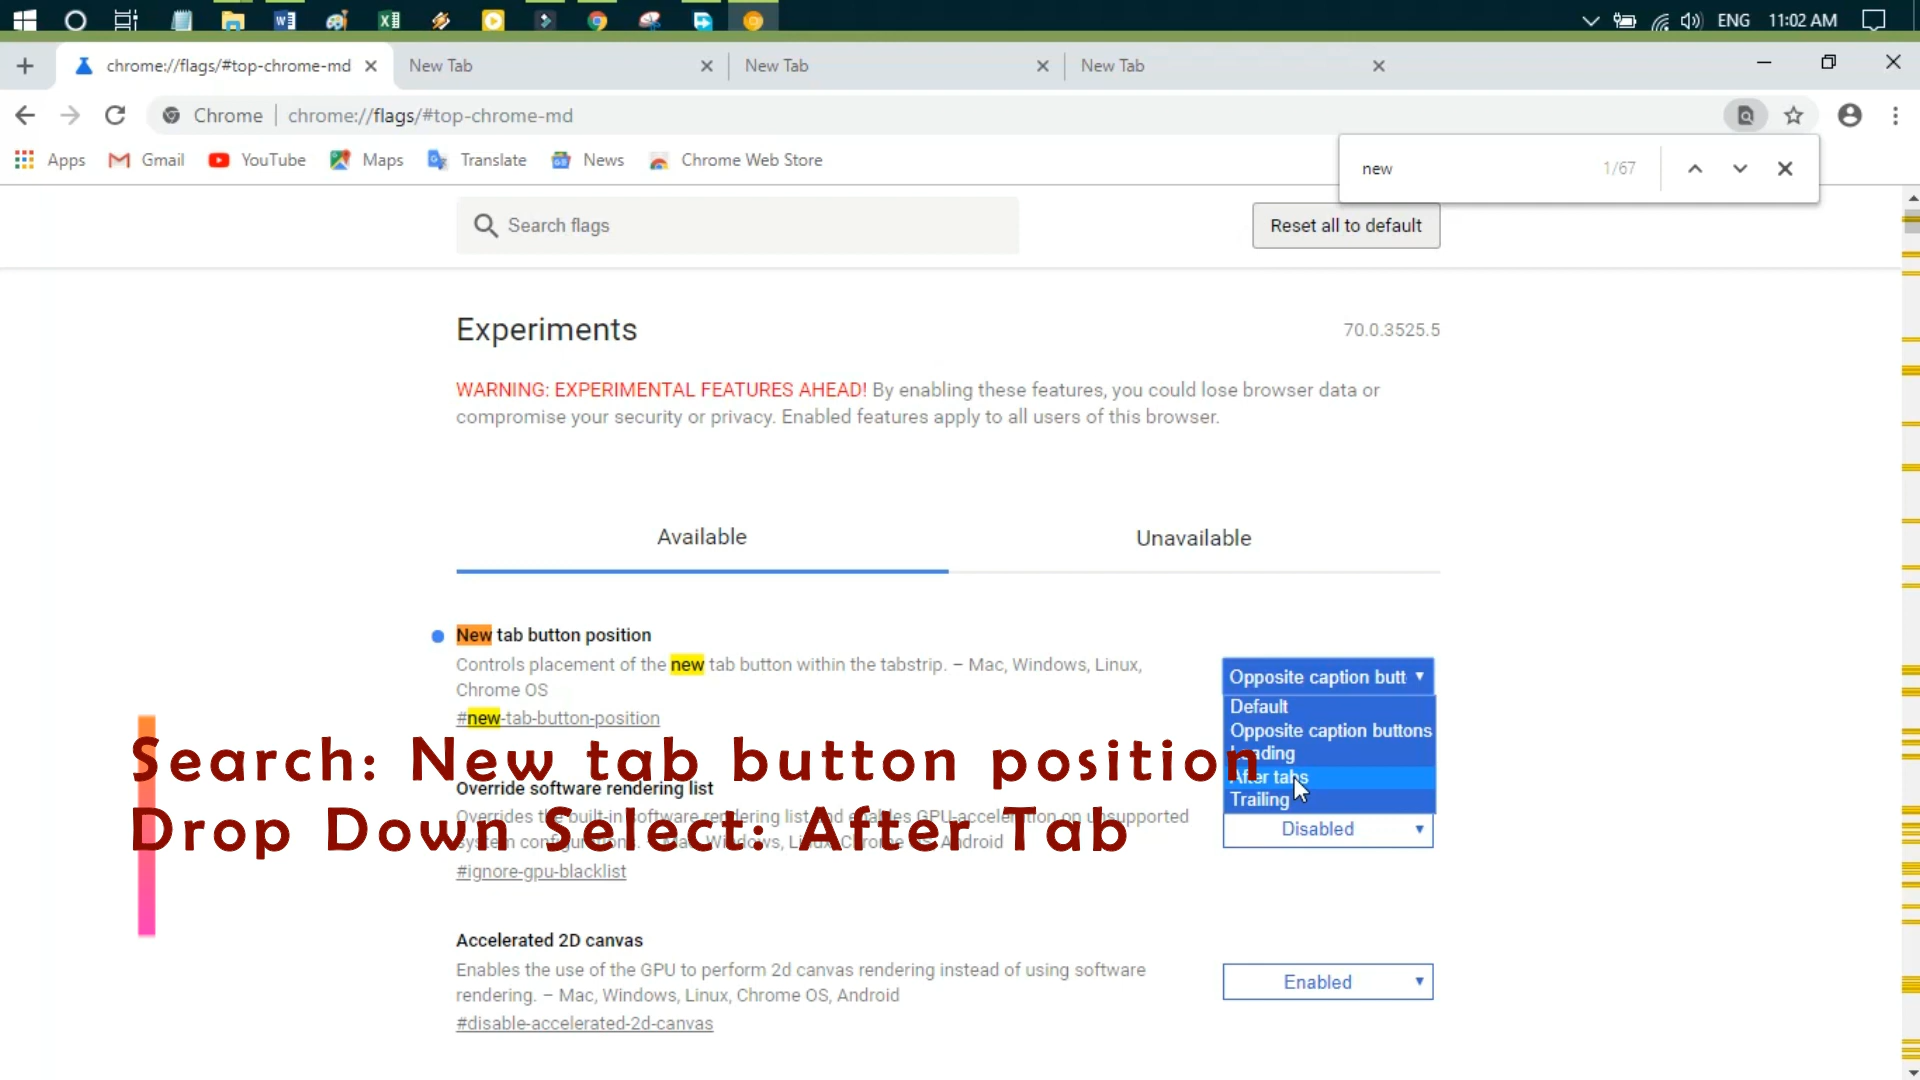 ENG 11:02 AM
chrome://flags/#top-chrome-md
New Tab
New Tab
New Tab
Chrome | chrome://flags/#top-chrome-md
Apps Gmail YouTube Maps Translate News Chrome Web Store
new 1/67
Search flags
Reset all to default
Experiments 70.0.3525.5
WARNING: EXPERIMENTAL FEATURES AHEAD! By enabling these features, you could lose browser data or
compromise your security or privacy. Enabled features apply to all users of this browser.
Available Unavailable
New tab button position
Controls placement of the new tab button within the tabstrip. – Mac, Windows, Linux,
Chrome OS
#new-tab-button-position
Opposite caption butt
Default
Opposite caption buttons
Leading
After tabs
Trailing
Search: New tab button position
Drop Down Select: After Tab
Override software rendering list
Overrides the built-in software rendering list and enables GPU-acceleration on unsupported
system configurations. – Mac, Windows, Linux, Chrome OS, Android
#ignore-gpu-blacklist
Disabled
Accelerated 2D canvas
Enables the use of the GPU to perform 2d canvas rendering instead of using software
rendering. – Mac, Windows, Linux, Chrome OS, Android
#disable-accelerated-2d-canvas
Enabled